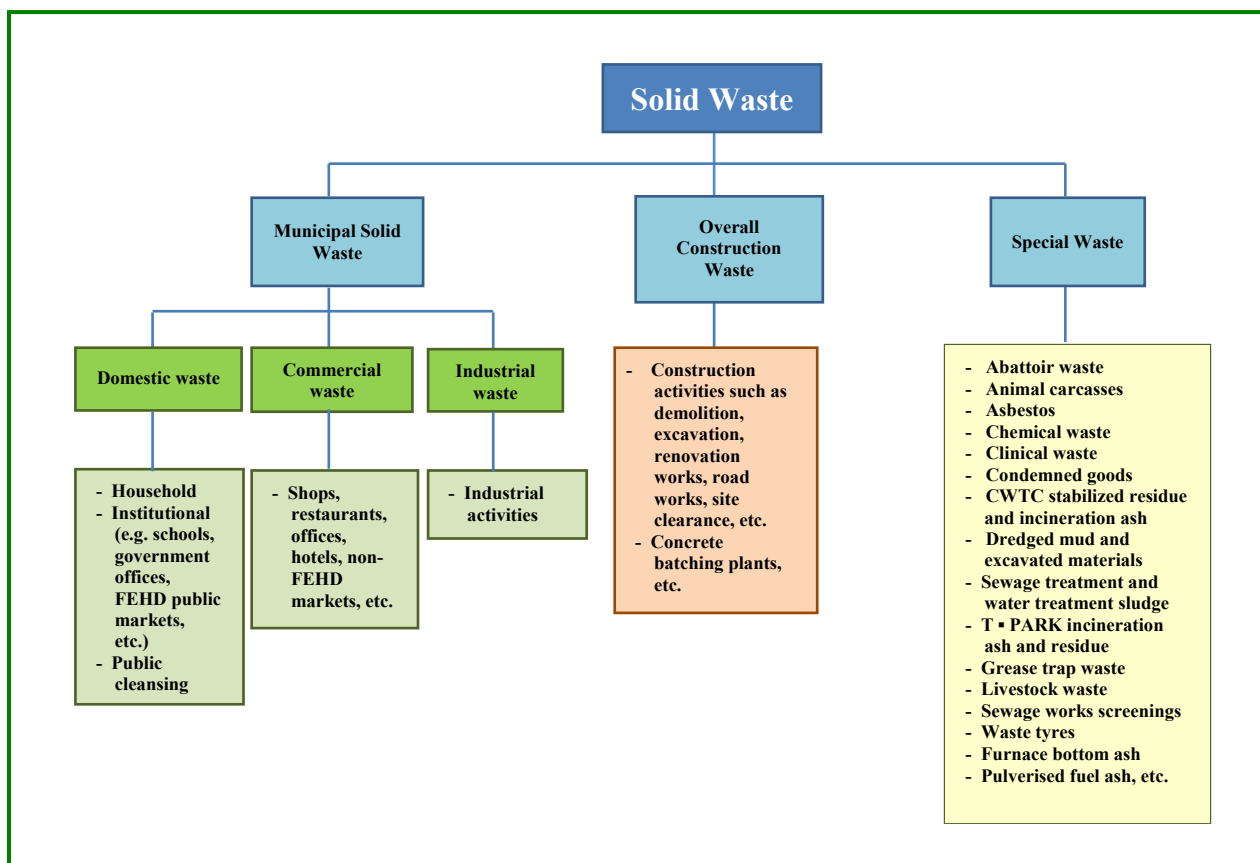 Solid Waste
Municipal Solid
Waste
Overall
Construction
Waste
Special Waste
Domestic waste
Commercial
waste
Industrial
waste
- Household
- Institutional
(e.g. schools,
government
offices,
FEHD public
markets,
etc.)
- Public
cleansing
- Shops,
restaurants,
offices,
hotels, non-
FEHD
markets, etc.
- Industrial
activities
- Construction
activities such as
demolition,
excavation,
renovation
works, road
works, site
clearance, etc.
- Concrete
batching plants,
etc.
- Abattoir waste
- Animal carcasses
- Asbestos
- Chemical waste
- Clinical waste
- Condemned goods
- CWTC stabilized residue
and incineration ash
- Dredged mud and
excavated materials
- Sewage treatment and
water treatment sludge
- T ▪ PARK incineration
ash and residue
- Grease trap waste
- Livestock waste
- Sewage works screenings
- Waste tyres
- Furnace bottom ash
- Pulverised fuel ash, etc.